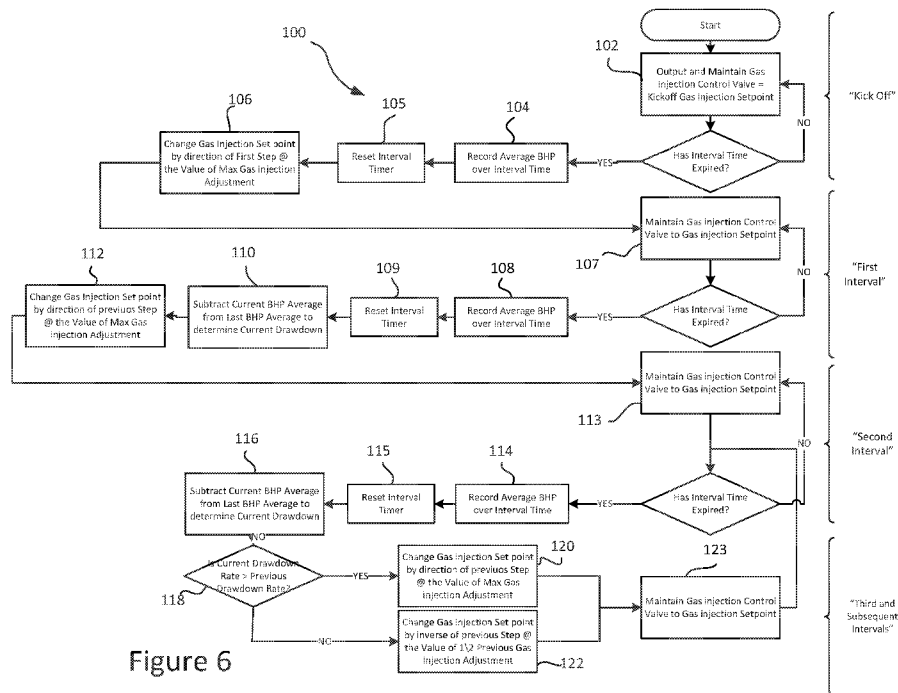 Start
100
102
Output and Maintain Gas
injection Control Valve =
Kickoff Gas injection Setpoint
"Kick Off"
NO
106
105
104
Change Gas Injection Set point
by direction of First Step @
the Value of Max Gas injection
Adjustment
Reset Interval
Timer
Record Average BHP
over Interval Time
YES
Has Interval Time
Expired?
Maintain Gas injection Control
Valve to Gas injection Setpoint
107
"First
Interval"
NO
112
110
109
108
Change Gas Injection Set point
by direction of previuos Step
@ the Value of Max Gas
injection Adjustment
Subtract Current BHP Average
from Last BHP Average to
determine Current Drawdown
Reset Interval
Timer
Record Average BHP
over Interval Time
YES
Has Interval Time
Expired?
Maintain Gas injection Control
Valve to Gas injection Setpoint
113
"Second
Interval"
NO
116
115
114
Subtract Current BHP Average
from Last BHP Average to
determine Current Drawdown
Reset Interval
Timer
Record Average BHP
over Interval Time
YES
Has Interval Time
Expired?
NO
Is Current Drawdown
Rate > Previous
Drawdown Rate?
118
YES
Change Gas Injection Set point
by direction of previuos Step
@ the Value of Max Gas
injection Adjustment
120
123
Maintain Gas injection Control
Valve to Gas injection Setpoint
"Third and
Subsequent
Intervals"
NO
Change Gas Injection Set point
by inverse of previous Step @
the Value of 1\2 Previous Gas
Injection Adjustment
122
Figure 6